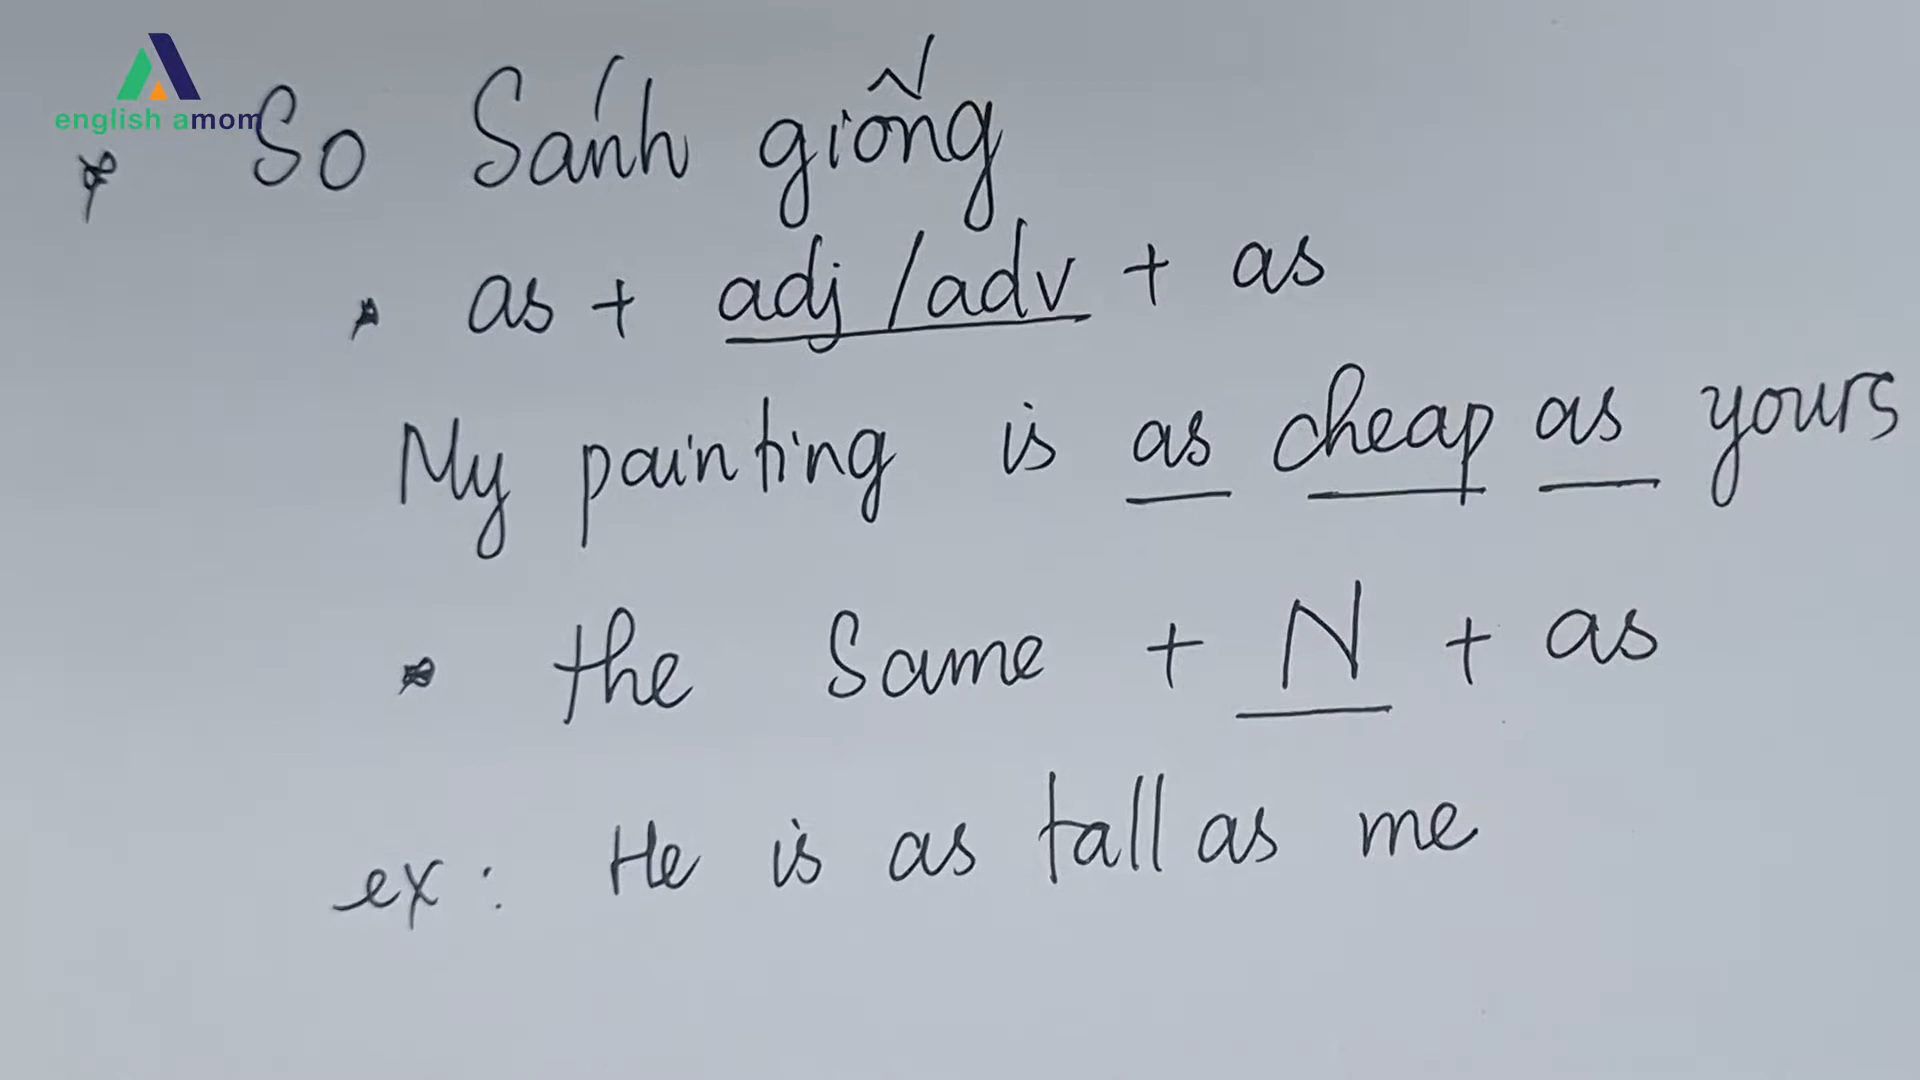 english amom
* So Sánh giỗng
* as + adj / adv + as
My painting is as cheap as yours
* the Same + N + as
ex : He is as tall as me